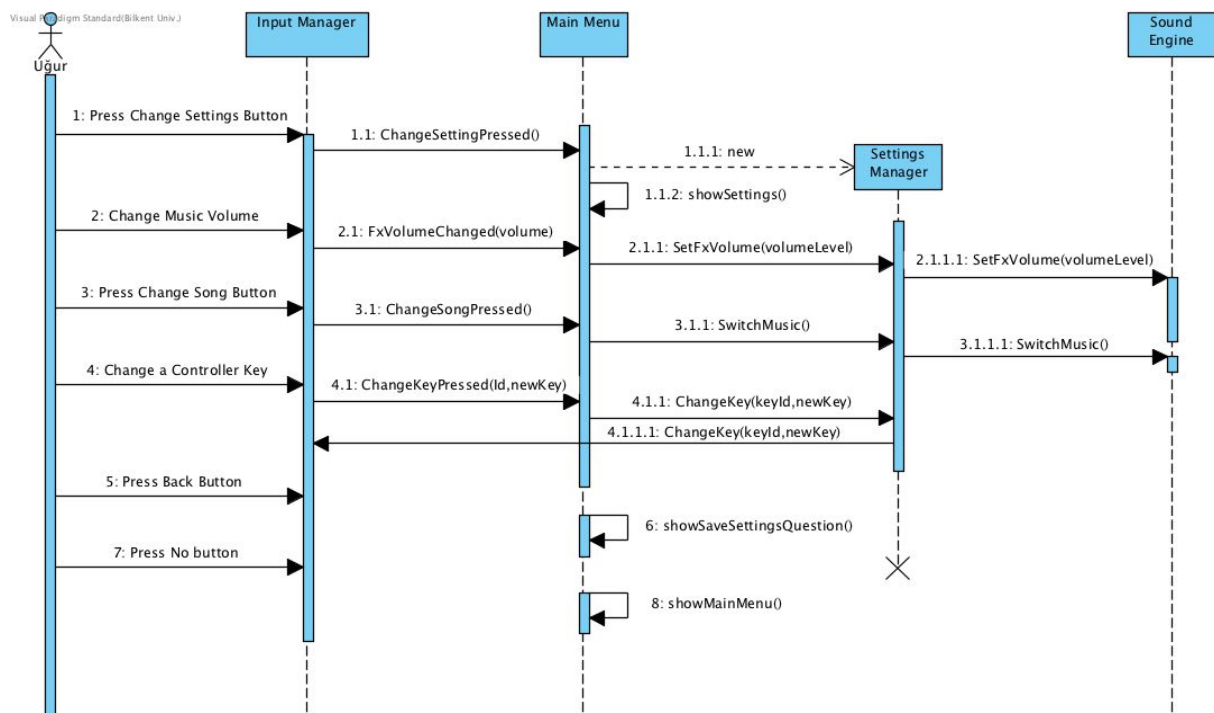 Visual Paradigm Standard(Bilkent Univ.)
Uğur
Input Manager
Main Menu
Sound
Engine
1: Press Change Settings Button
1.1: ChangeSettingPressed()
1.1.1: new
Settings
Manager
1.1.2: showSettings()
2: Change Music Volume
2.1: FxVolumeChanged(volume)
2.1.1: SetFxVolume(volumeLevel)
2.1.1.1: SetFxVolume(volumeLevel)
3: Press Change Song Button
3.1: ChangeSongPressed()
3.1.1: SwitchMusic()
3.1.1.1: SwitchMusic()
4: Change a Controller Key
4.1: ChangeKeyPressed(Id,newKey)
4.1.1: ChangeKey(keyId,newKey)
4.1.1.1: ChangeKey(keyId,newKey)
5: Press Back Button
6: showSaveSettingsQuestion()
7: Press No button
8: showMainMenu()